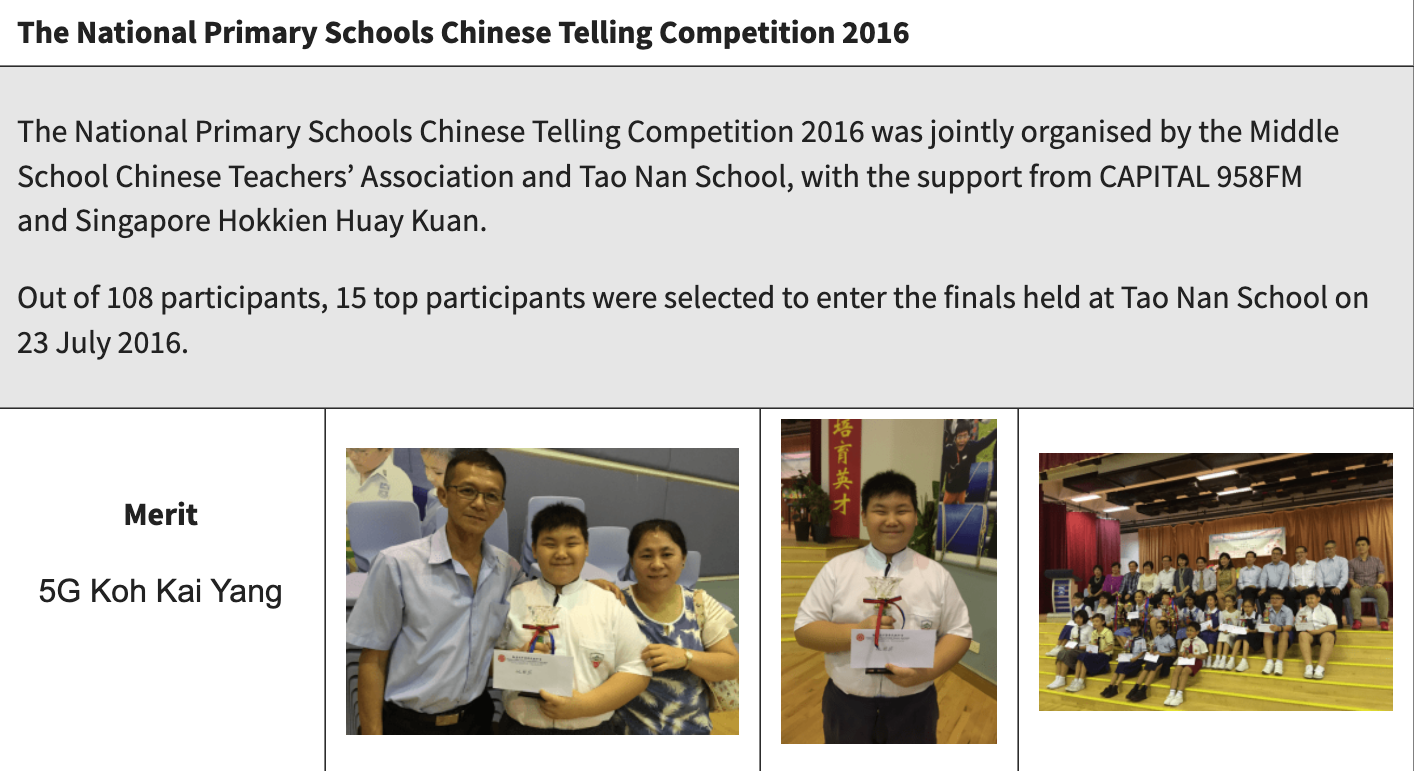 The National Primary Schools Chinese Telling Competition 2016
The National Primary Schools Chinese Telling Competition 2016 was jointly organised by the Middle
School Chinese Teachers’ Association and Tao Nan School, with the support from CAPITAL 958FM
and Singapore Hokkien Huay Kuan.
Out of 108 participants, 15 top participants were selected to enter the finals held at Tao Nan School on
23 July 2016.
Merit
5G Koh Kai Yang
培育英才